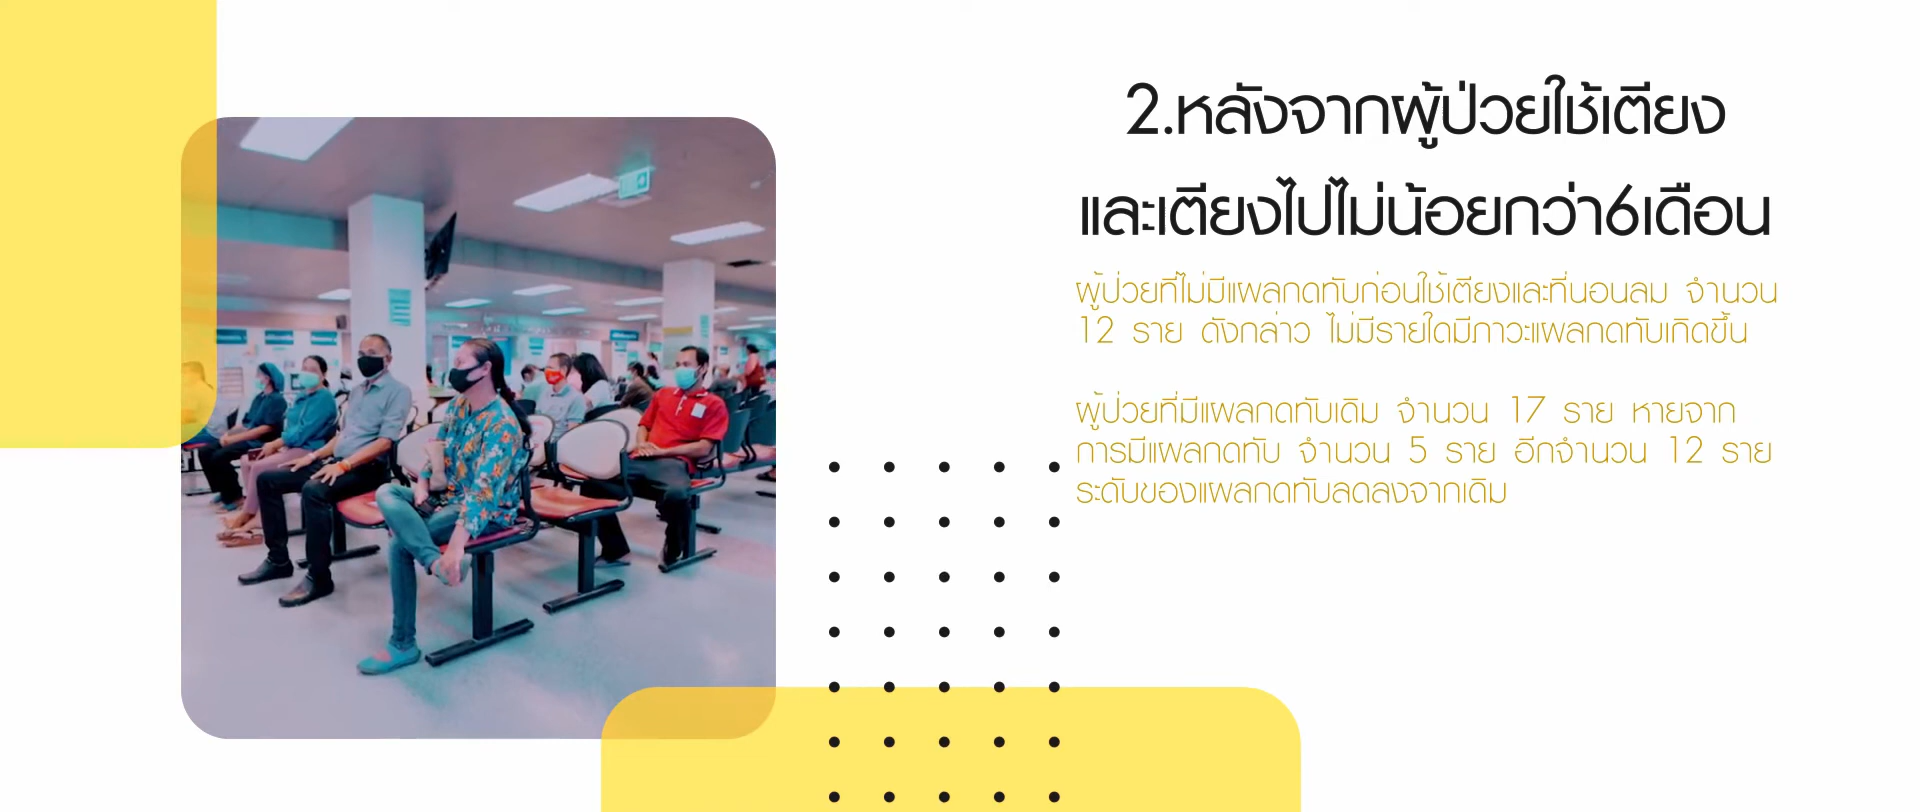 2.หลังจากผู้ป่วยใช้เตียง
และเตียงไปไม่น้อยกว่า6เดือน
ผู้ป่วยที่ไม่มีแผลกดทับก่อนใช้เตียงและที่นอนลม จำนวน
12 ราย ดังกล่าว ไม่มีรายใดมีภาวะแผลกดทับเกิดขึ้น
ผู้ป่วยที่มีแผลกดทับเดิม จำนวน 17 ราย หายจาก
การมีแผลกดทับ จำนวน 5 ราย อีกจำนวน 12 ราย
ระดับของแผลกดทับลดลงจากเดิม